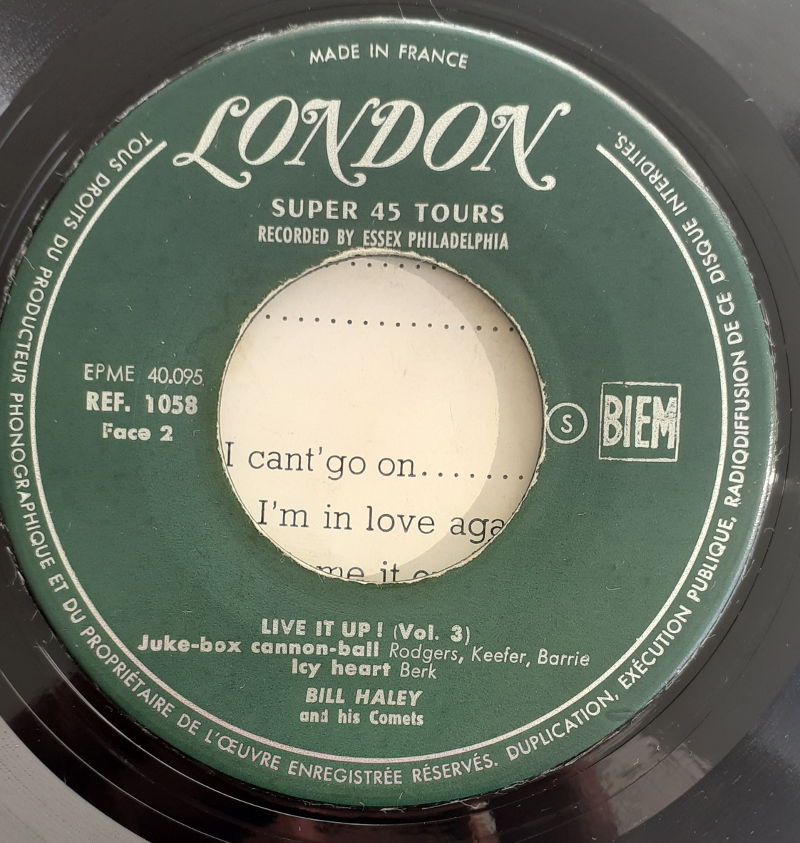 MADE IN FRANCE
LONDON
SUPER 45 TOURS
RECORDED BY ESSEX PHILADELPHIA
EPME 40.095
REF. 1058
Face 2
S
BIEM
I cant'go on.......
I'm in love aga
me it
LIVE IT UP! (Vol. 3)
Juke-box cannon-ball Rodgers, Keefer, Barrie
Icy heart Berk
BILL HALEY
and his Comets
TOUS DROITS DU PRODUCTEUR PHONOGRAPHIQUE ET DU PROPRIÉTAIRE DE L'ŒUVRE ENREGISTRÉE RÉSERVÉS. DUPLICATION, EXÉCUTION PUBLIQUE, RADIODIFFUSION DE CE DISQUE INTERDITES.